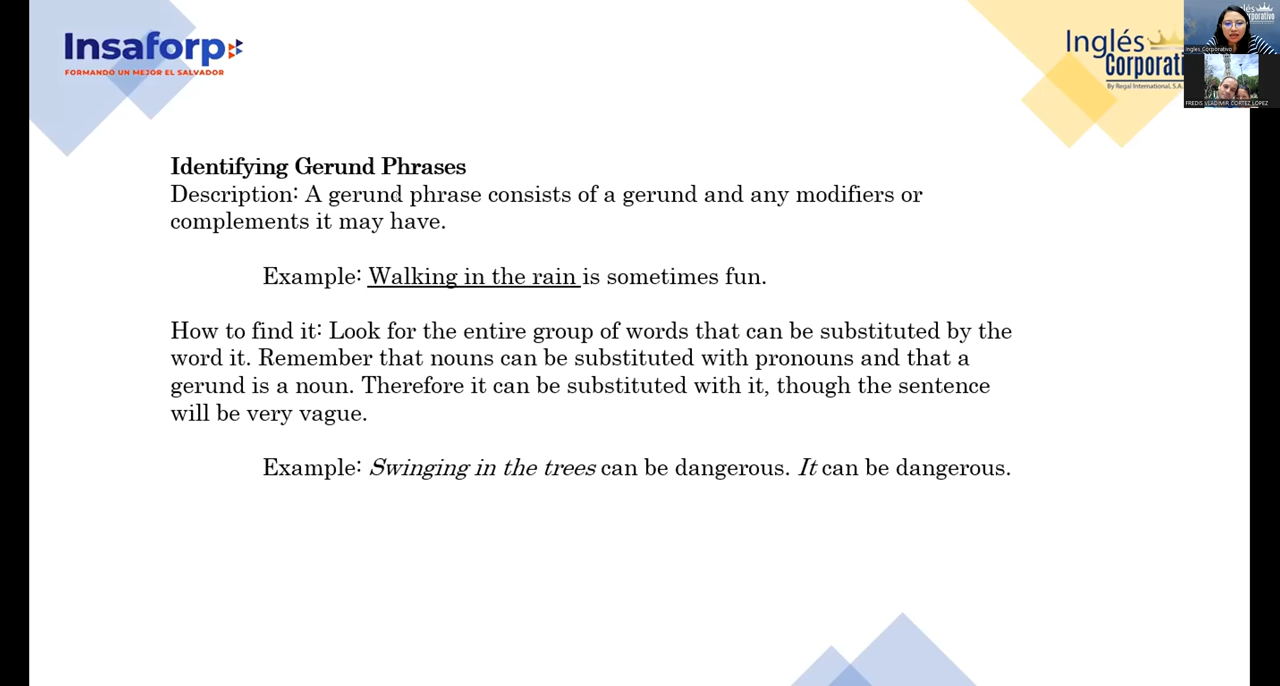 Insaforp
FORMANDO UN MEJOR EL SALVADOR
Inglés
Corporati
By Regal International, S.A.
Ingles Corporativo
FREDIS VLADIMIR CORTEZ LOPEZ
Identifying Gerund Phrases
Description: A gerund phrase consists of a gerund and any modifiers or
complements it may have.
Example: Walking in the rain is sometimes fun.
How to find it: Look for the entire group of words that can be substituted by the
word it. Remember that nouns can be substituted with pronouns and that a
gerund is a noun. Therefore it can be substituted with it, though the sentence
will be very vague.
Example: Swinging in the trees can be dangerous. It can be dangerous.